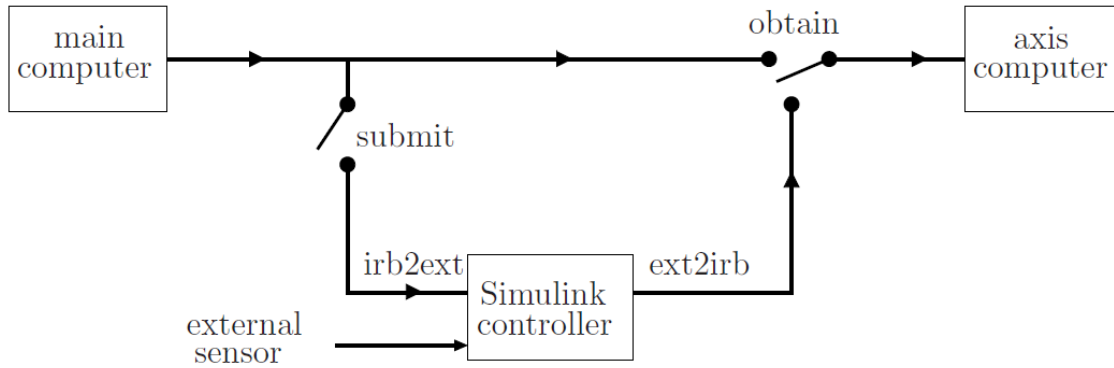 main
computer
obtain
axis
computer
submit
irb2ext
ext2irb
Simulink
controller
external
sensor